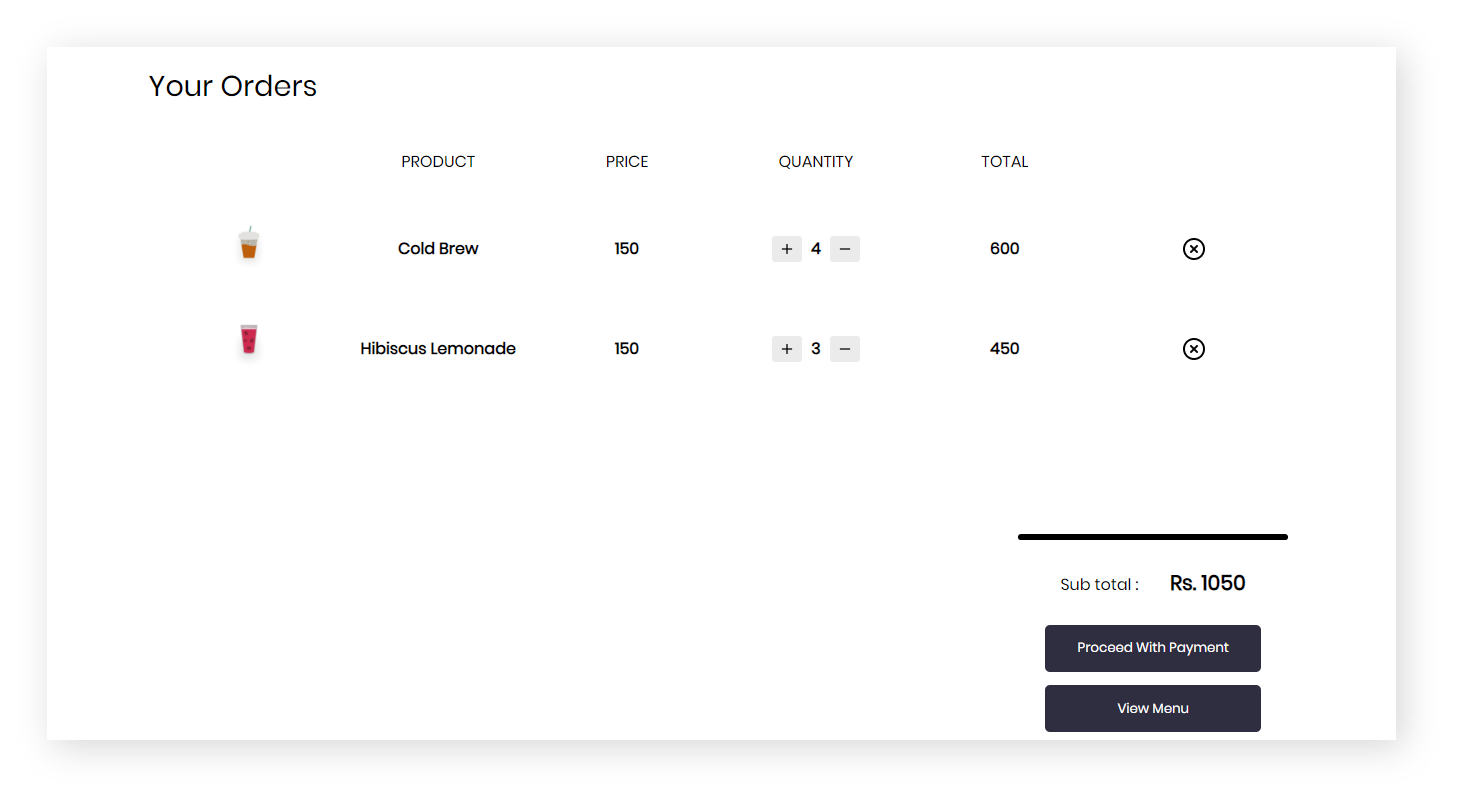 Your Orders
PRODUCT PRICE QUANTITY TOTAL
Cold Brew 150 + 4 − 600
Hibiscus Lemonade 150 + 3 − 450
Sub total : Rs. 1050
Proceed With Payment
View Menu